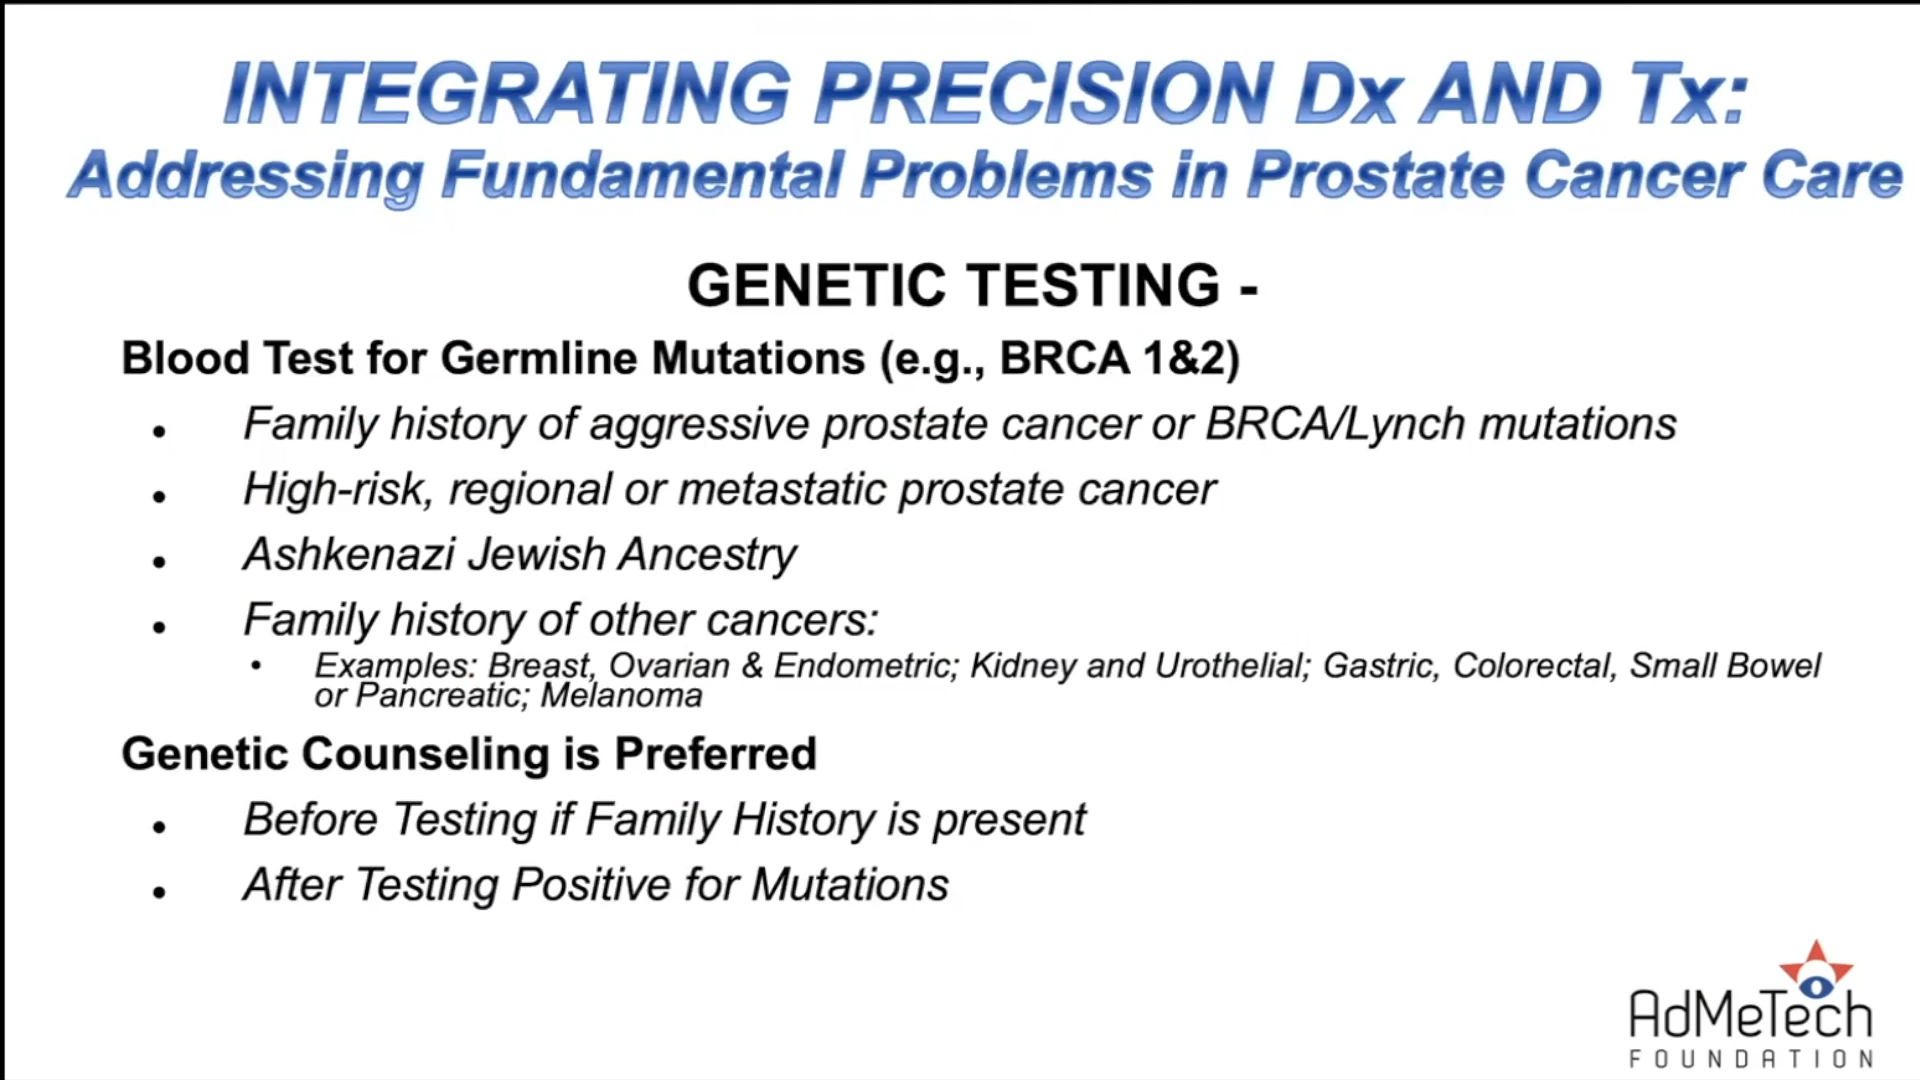 INTEGRATING PRECISION Dx AND Tx:
Addressing Fundamental Problems in Prostate Cancer Care
GENETIC TESTING -
Blood Test for Germline Mutations (e.g., BRCA 1&2)
• Family history of aggressive prostate cancer or BRCA/Lynch mutations
• High-risk, regional or metastatic prostate cancer
• Ashkenazi Jewish Ancestry
• Family history of other cancers:
• Examples: Breast, Ovarian & Endometric; Kidney and Urothelial; Gastric, Colorectal, Small Bowel
or Pancreatic; Melanoma
Genetic Counseling is Preferred
• Before Testing if Family History is present
• After Testing Positive for Mutations
AdMeTech
FOUNDATION